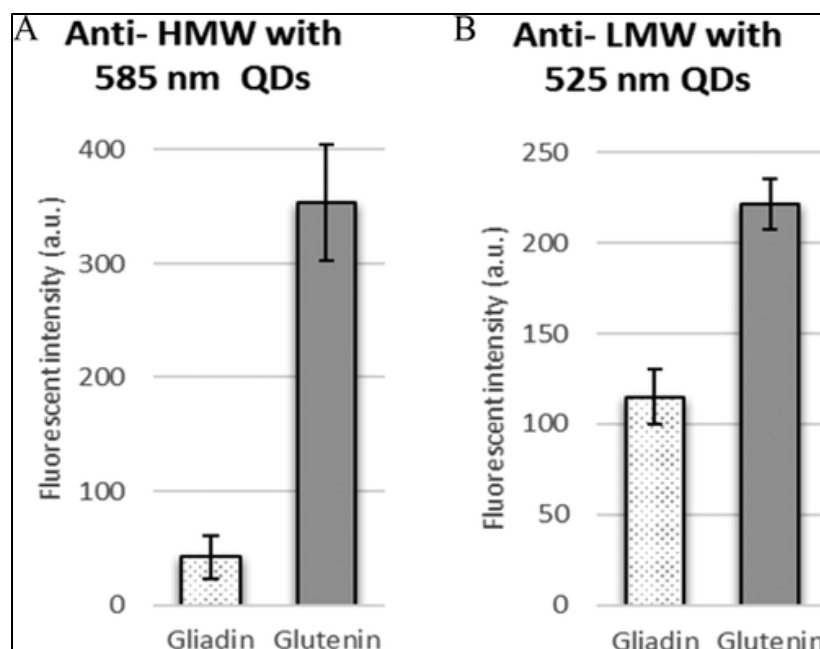 A Anti- HMW with
585 nm QDs
Fluorescent intensity (a.u.)
400
300
200
100
0
Gliadin Glutenin
B Anti- LMW with
525 nm QDs
Fluorescent intensity (a.u.)
250
200
150
100
50
0
Gliadin Glutenin